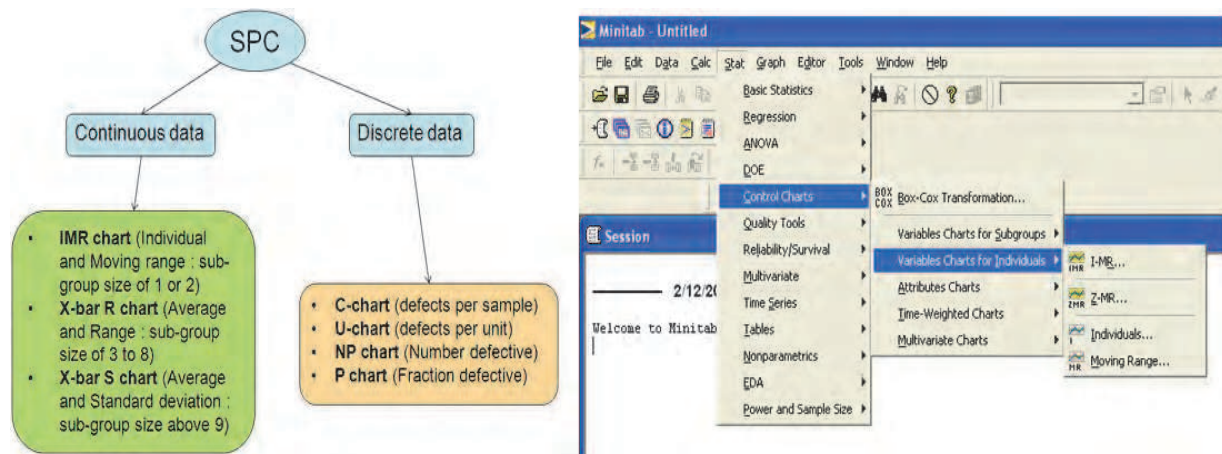 SPC
Continuous data
Discrete data
• IMR chart (Individual
and Moving range : sub-
group size of 1 or 2)
• X-bar R chart (Average
and Range : sub-group
size of 3 to 8)
• X-bar S chart (Average
and Standard deviation :
sub-group size above 9)
• C-chart (defects per sample)
• U-chart (defects per unit)
• NP chart (Number defective)
• P chart (Fraction defective)
Minitab - Untitled
File Edit Data Calc Stat Graph Editor Tools Window Help
Basic Statistics
Regression
ANOVA
DOE
Control Charts
Quality Tools
Reliability/Survival
Multivariate
Time Series
Tables
Nonparametrics
EDA
Power and Sample Size
BOX
COX Box-Cox Transformation...
Variables Charts for Subgroups
Variables Charts for Individuals
Attributes Charts
Time-Weighted Charts
Multivariate Charts
IMR I-MR...
ZMR Z-MR...
I Individuals...
MR Moving Range...
Session
2/12/20
Welcome to Minitab